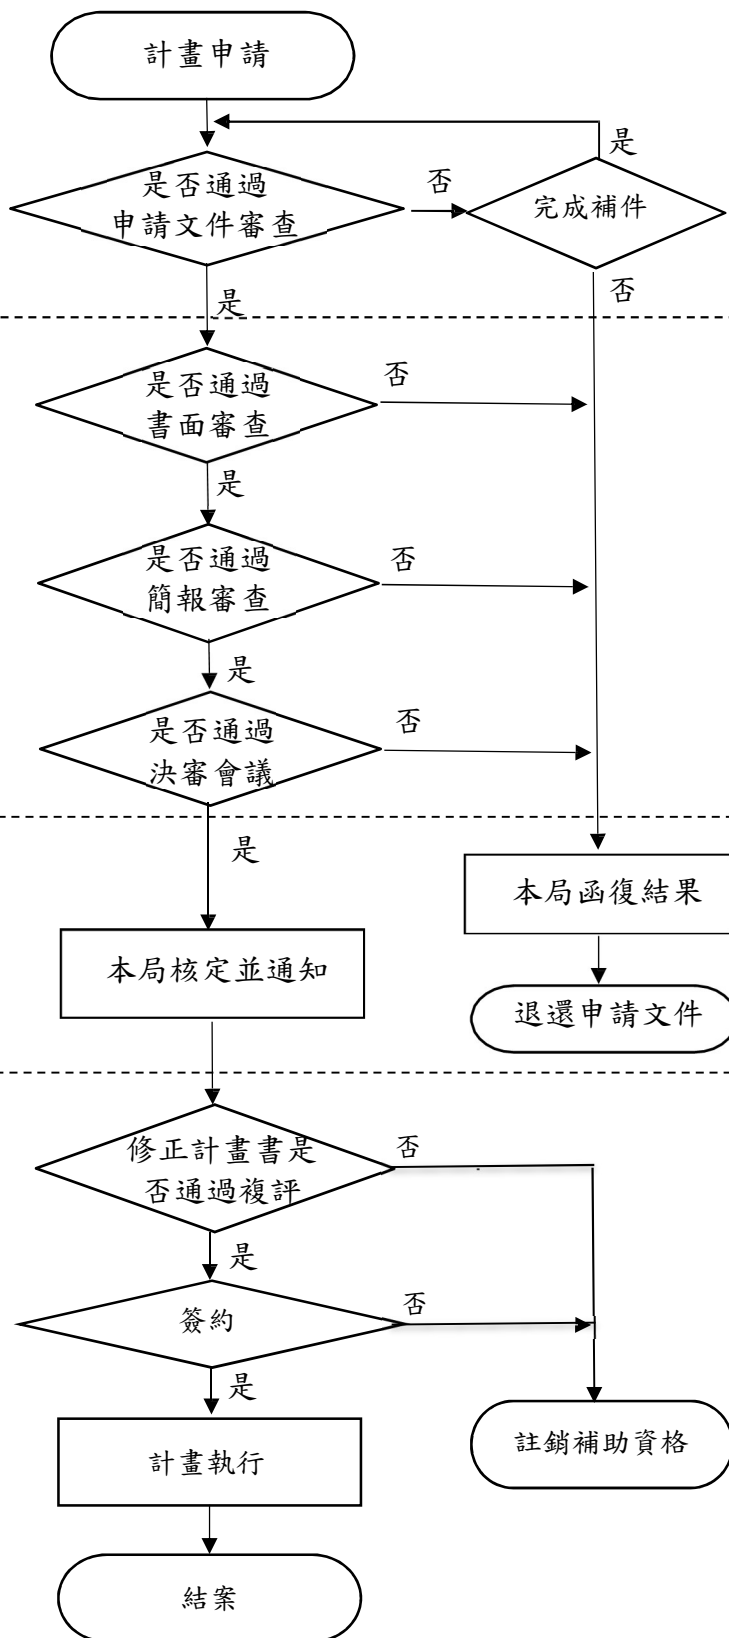 計畫申請
是
是否通過
申請文件審查
否
完成補件
是
否
是否通過
書面審查
否
是
是否通過
簡報審查
否
是
是否通過
決審會議
否
是
本局函復結果
本局核定並通知
退還申請文件
修正計畫書是
否通過複評
否
是
簽約
否
是
計畫執行
註銷補助資格
結案